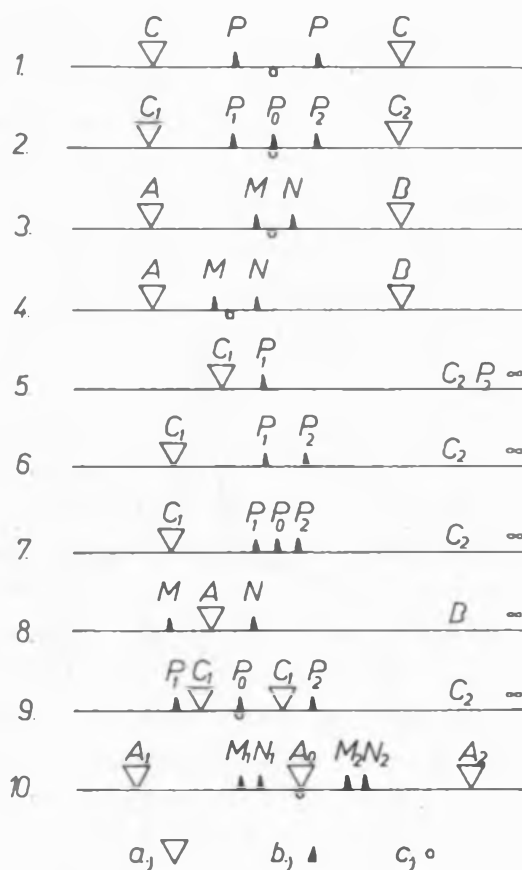 C P P C
1.
C₁ P₁ P₀ P₂ C₂
2.
A M N B
3.
A M N B
4.
C₁ P₁ C₂ P₂ ∞
5.
C₁ P₁ P₂ C₂ ∞
6.
C₁ P₁ P₀ P₂ C₂ ∞
7.
M A N B ∞
8.
P₁ C₁ P₀ C₁ P₂ C₂ ∞
9.
A₁ M₁ N₁ A₀ M₂ N₂ A₂
10.
a.) b.) c.)